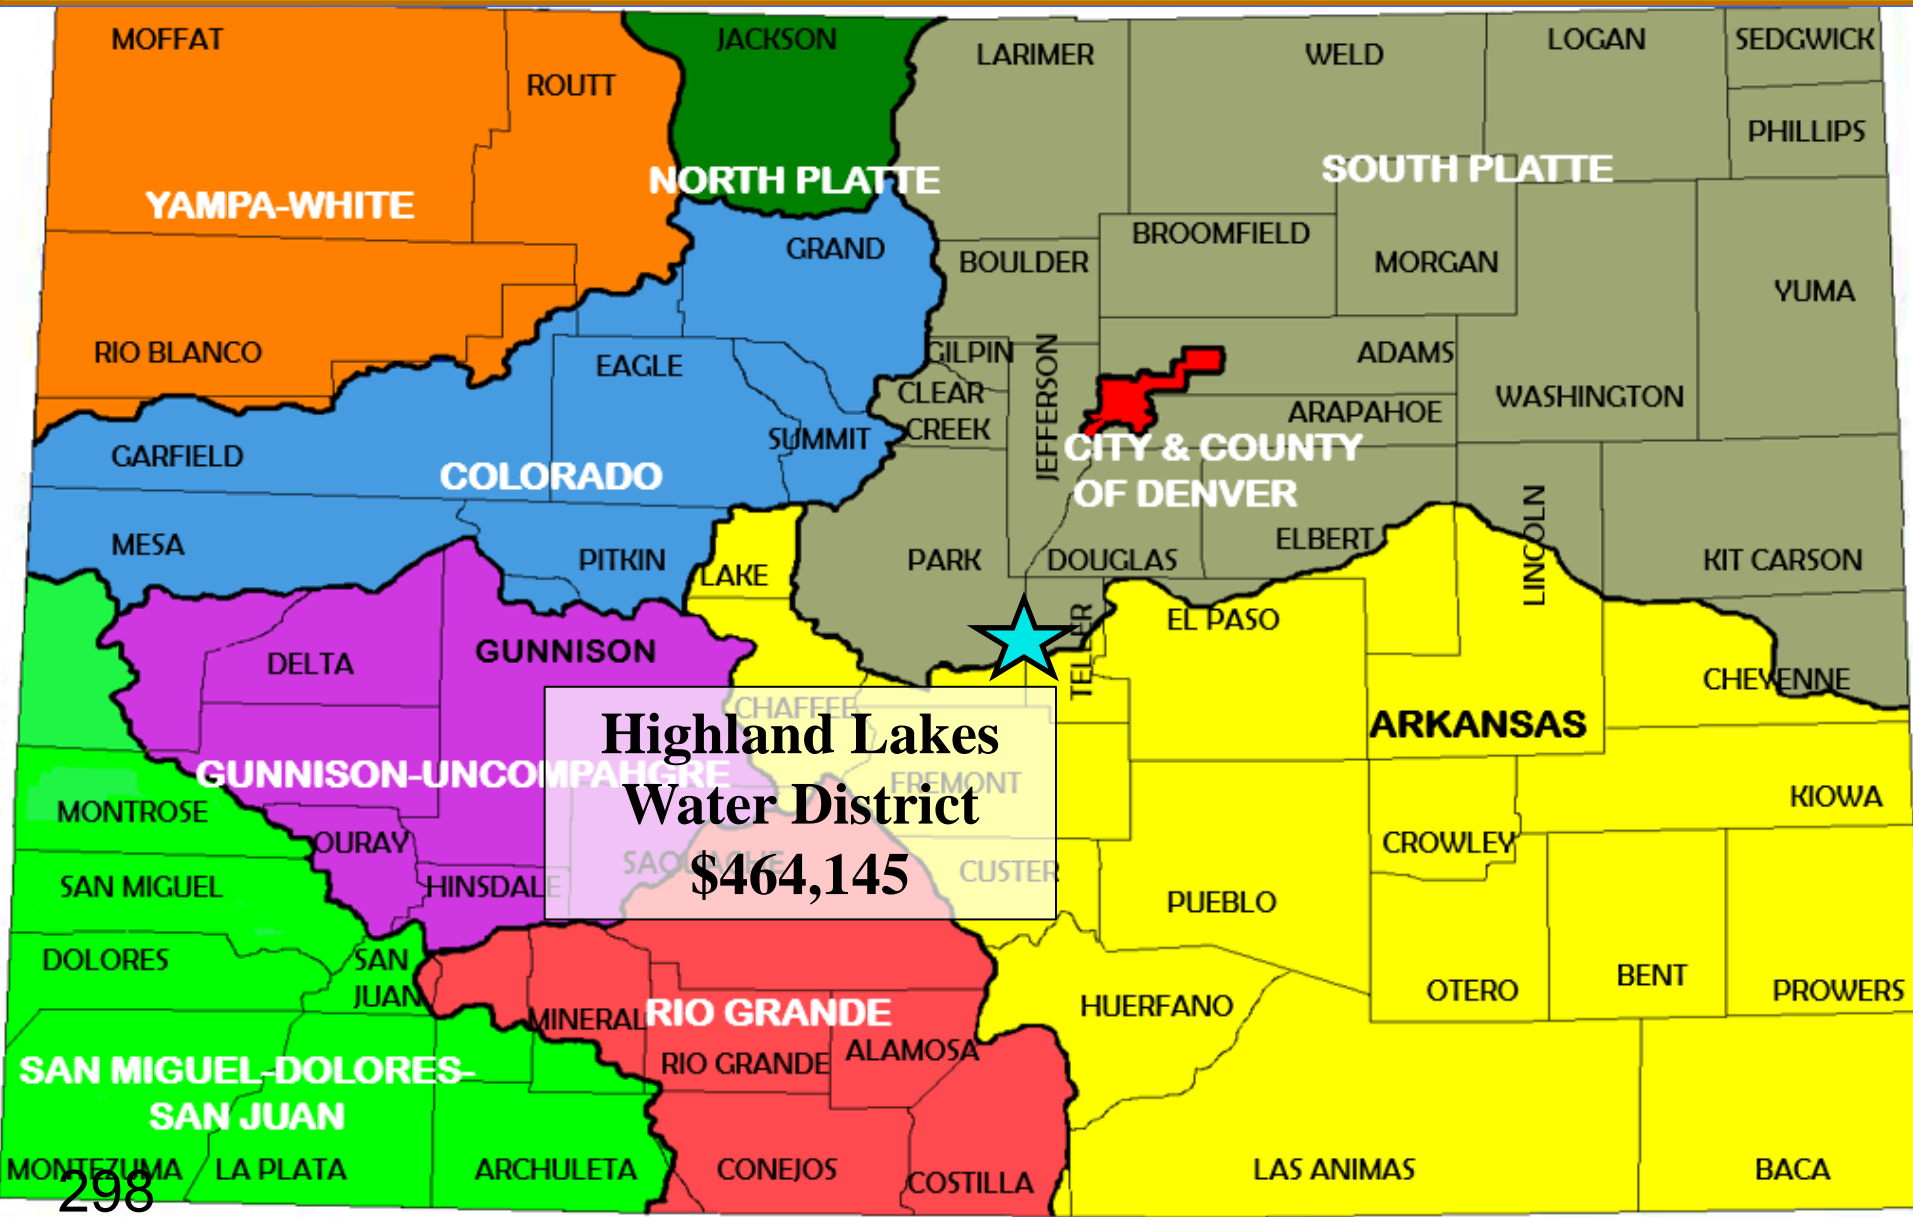 MOFFAT
ROUTT
JACKSON
LARIMER
WELD
LOGAN
SEDGWICK
PHILLIPS
YAMPA-WHITE
NORTH PLATTE
SOUTH PLATTE
GRAND
BOULDER
BROOMFIELD
MORGAN
YUMA
RIO BLANCO
EAGLE
GILPIN
JEFFERSON
ADAMS
CLEAR
CREEK
ARAPAHOE
WASHINGTON
SUMMIT
GARFIELD
COLORADO
CITY & COUNTY
OF DENVER
MESA
PITKIN
LAKE
PARK
DOUGLAS
ELBERT
LINCOLN
KIT CARSON
DELTA
GUNNISON
TELLER
EL PASO
CHEYENNE
CHAFFEE
ARKANSAS
Highland Lakes
Water District
$464,145
GUNNISON-UNCOMPAHGRE
FREMONT
KIOWA
MONTROSE
OURAY
SAGUACHE
CUSTER
CROWLEY
SAN MIGUEL
HINSDALE
PUEBLO
DOLORES
SAN
JUAN
MINERAL
RIO GRANDE
RIO GRANDE
ALAMOSA
HUERFANO
OTERO
BENT
PROWERS
SAN MIGUEL-DOLORES-
SAN JUAN
MONTEZUMA
LA PLATA
ARCHULETA
CONEJOS
COSTILLA
LAS ANIMAS
BACA
298